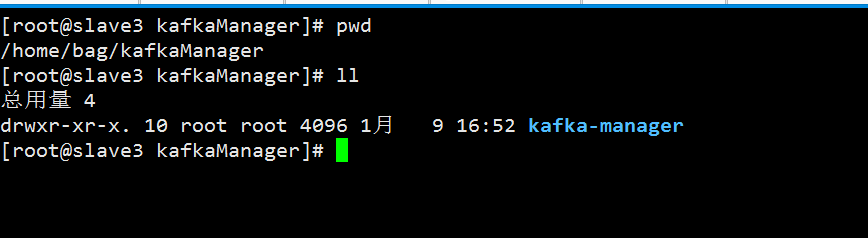 [root@slave3 kafkaManager]# pwd
/home/bag/kafkaManager
[root@slave3 kafkaManager]# ll
总用量 4
drwxr-xr-x. 10 root root 4096 1月   9 16:52 kafka-manager
[root@slave3 kafkaManager]#